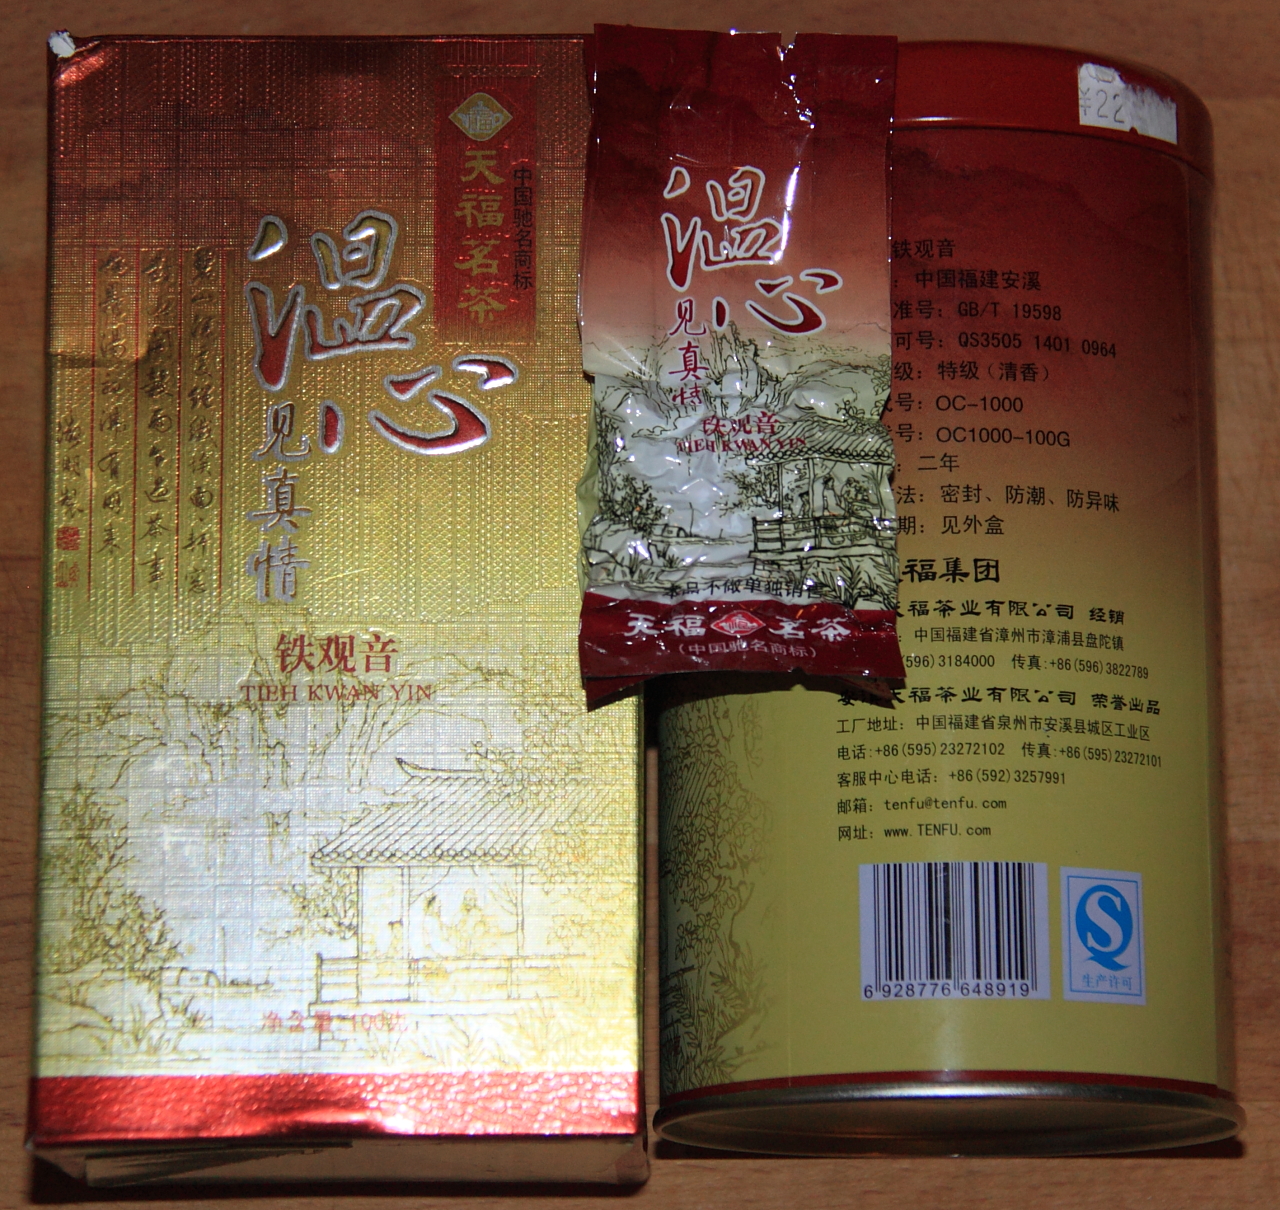 天福茗茶
中国驰名商标
温心
见真情
铁观音
TIEH KWAN YIN
净含量 100克
温心
见真情
铁观音
TIEH KWAN YIN
本品不做单独销售
天福 茗茶
(中国驰名商标)
¥22
铁观音
: 中国福建安溪
准号: GB/T 19598
可号: QS3505 1401 0964
级: 特级(清香)
号: OC-1000
号: OC1000-100G
: 二年
法: 密封、防潮、防异味
期: 见外盒
福集团
天福茶业有限公司 经销
: 中国福建省漳州市漳浦县盘陀镇
(596)3184000 传真:+86(596)3822789
天福茶业有限公司 荣誉出品
工厂地址: 中国福建省泉州市安溪县城区工业区
电话:+86(595)23272102 传真:+86(595)23272101
客服中心电话: +86(592)3257991
邮箱: tenfu@tenfu.com
网址: www.TENFU.com
6 928776 648919
生产许可